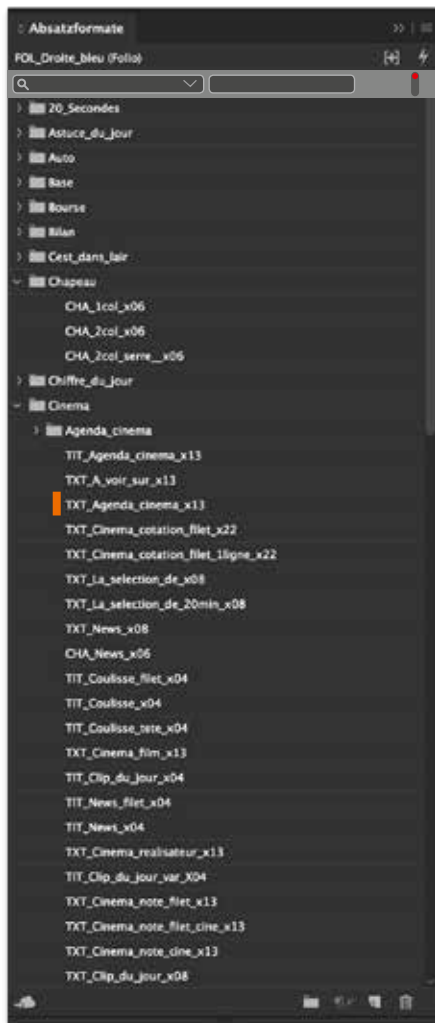 Absatzformate
FOL_Droite_bleu (Folio)
20_Secondes
Astuce_du_jour
Auto
Base
Bourse
Bilan
Cest_dans_lair
Chapeau
CHA_1col_x06
CHA_2col_x06
CHA_2col_serre__x06
Chiffre_du_jour
Cinema
Agenda_cinema
TIT_Agenda_cinema_x13
TXT_A_voir_sur_x13
TXT_Agenda_cinema_x13
TXT_Cinema_cotation_filet_x22
TXT_Cinema_cotation_filet_1ligne_x22
TXT_La_selection_de_x08
TXT_La_selection_de_20min_x08
TXT_News_x08
CHA_News_x06
TIT_Coulisse_filet_x04
TIT_Coulisse_x04
TIT_Coulisse_tete_x04
TXT_Cinema_film_x13
TIT_Clip_du_jour_x04
TIT_News_filet_x04
TIT_News_x04
TXT_Cinema_realisateur_x13
TIT_Clip_du_jour_var_X04
TXT_Cinema_note_filet_x13
TXT_Cinema_note_filet_cine_x13
TXT_Cinema_note_cine_x13
TXT_Clip_du_jour_x08